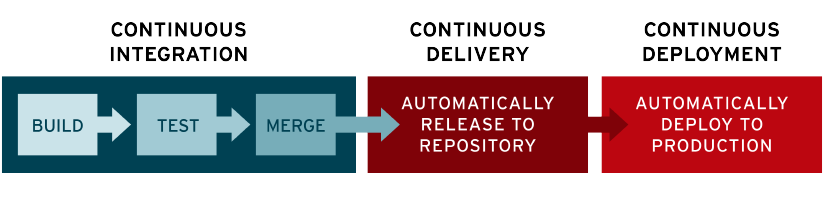 CONTINUOUS
INTEGRATION
CONTINUOUS
DELIVERY
CONTINUOUS
DEPLOYMENT
BUILD
TEST
MERGE
AUTOMATICALLY
RELEASE TO
REPOSITORY
AUTOMATICALLY
DEPLOY TO
PRODUCTION